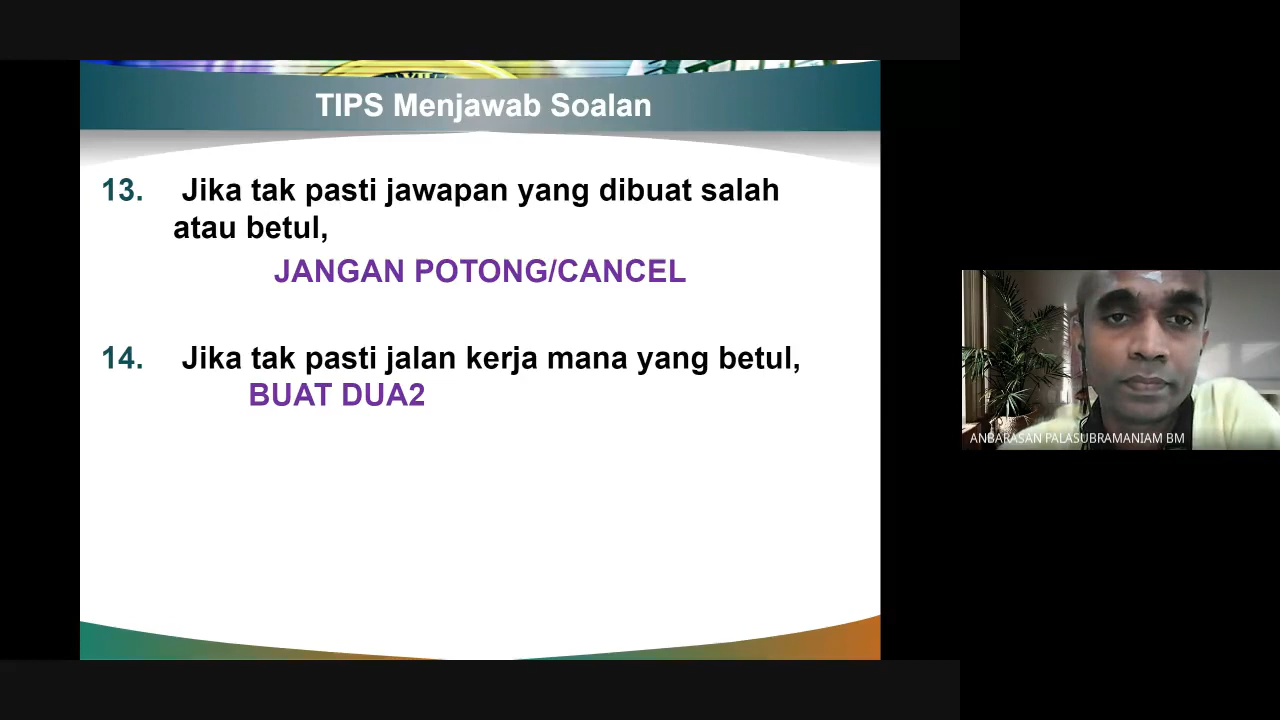 TIPS Menjawab Soalan
13. Jika tak pasti jawapan yang dibuat salah
atau betul,
JANGAN POTONG/CANCEL
14. Jika tak pasti jalan kerja mana yang betul,
BUAT DUA2
ANBARASAN PALASUBRAMANIAM BM